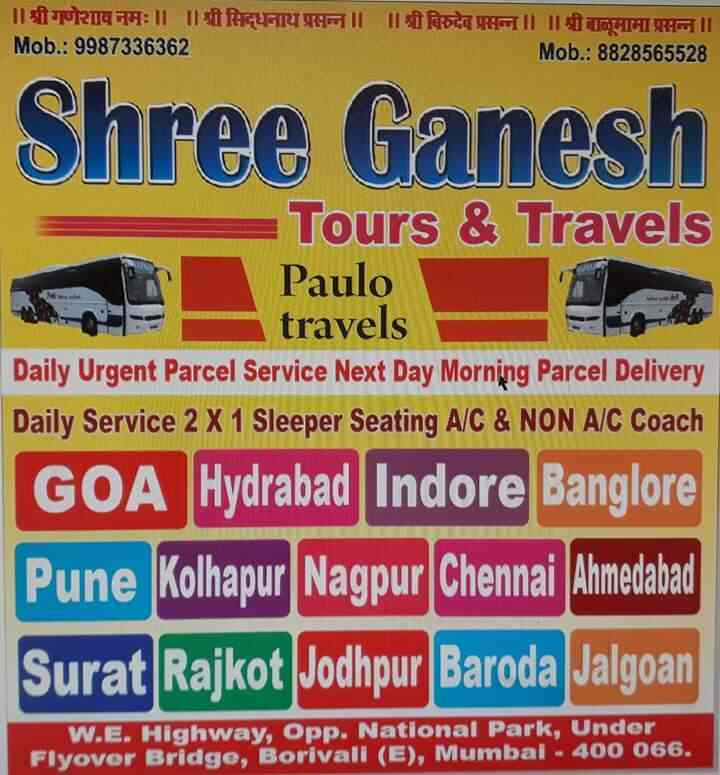 || श्री गणेशाय नमः || || श्री सिद्धनाथ प्रसन्न || || श्री बिरुदेव प्रसन्न || || श्री बाळूमामा प्रसन्न ||
Mob.: 9987336362 Mob.: 8828565528
Shree Ganesh
Tours & Travels
Paulo
travels
Daily Urgent Parcel Service Next Day Morning Parcel Delivery
Daily Service 2 X 1 Sleeper Seating A/C & NON A/C Coach
GOA Hydrabad Indore Banglore
Pune Kolhapur Nagpur Chennai Ahmedabad
Surat Rajkot Jodhpur Baroda Jalgoan
W.E. Highway, Opp. National Park, Under
Flyover Bridge, Borivali (E), Mumbai - 400 066.